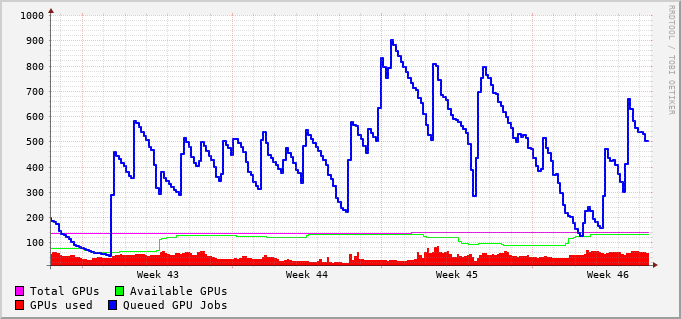 1000
900
800
700
600
500
400
300
200
100
Week 43 Week 44 Week 45 Week 46
Total GPUs Available GPUs
GPUs used Queued GPU Jobs
RRDTOOL / TOBI OETIKER